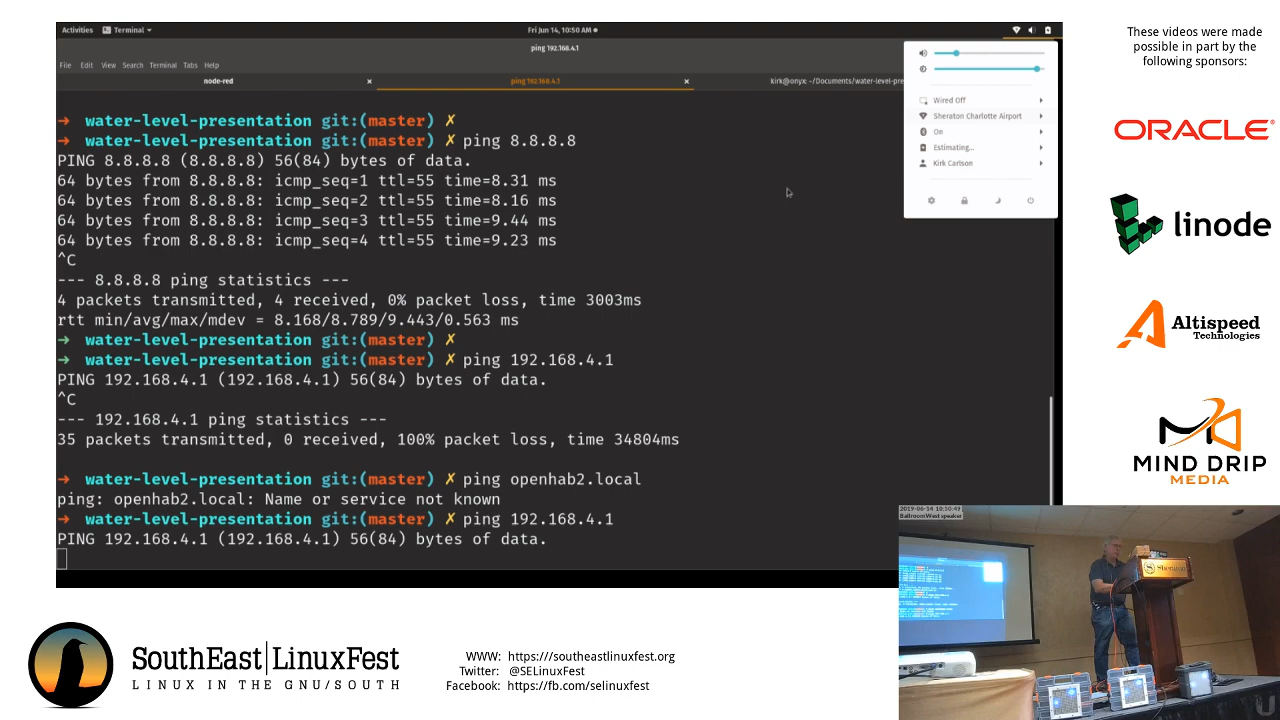 Activities Terminal
Fri Jun 14, 10:50 AM
ping 192.168.4.1
File Edit View Search Terminal Tabs Help
node-red × ping 192.168.4.1 × kirk@onyx: ~/Documents/water-level-pre
→ water-level-presentation git:(master) ✗
→ water-level-presentation git:(master) ✗ ping 8.8.8.8
PING 8.8.8.8 (8.8.8.8) 56(84) bytes of data.
64 bytes from 8.8.8.8: icmp_seq=1 ttl=55 time=8.31 ms
64 bytes from 8.8.8.8: icmp_seq=2 ttl=55 time=8.16 ms
64 bytes from 8.8.8.8: icmp_seq=3 ttl=55 time=9.44 ms
64 bytes from 8.8.8.8: icmp_seq=4 ttl=55 time=9.23 ms
^C
--- 8.8.8.8 ping statistics ---
4 packets transmitted, 4 received, 0% packet loss, time 3003ms
rtt min/avg/max/mdev = 8.168/8.789/9.443/0.563 ms
→ water-level-presentation git:(master) ✗
→ water-level-presentation git:(master) ✗ ping 192.168.4.1
PING 192.168.4.1 (192.168.4.1) 56(84) bytes of data.
^C
--- 192.168.4.1 ping statistics ---
35 packets transmitted, 0 received, 100% packet loss, time 34804ms
→ water-level-presentation git:(master) ✗ ping openhab2.local
ping: openhab2.local: Name or service not known
→ water-level-presentation git:(master) ✗ ping 192.168.4.1
PING 192.168.4.1 (192.168.4.1) 56(84) bytes of data.
Wired Off
Sheraton Charlotte Airport
On
Estimating...
Kirk Carlson
These videos were made
possible in part by the
following sponsors:
ORACLE
linode
Altispeed
Technologies
MIND DRIP
MEDIA
2019-06-14 10:50:49
Ballroom West speaker
Sheraton
SouthEast LinuxFest
LINUX IN THE GNU/SOUTH
WWW: https:///southeastlinuxfest.org
Twitter: @SELinuxFest
Facebook: https://fb.com/selinuxfest